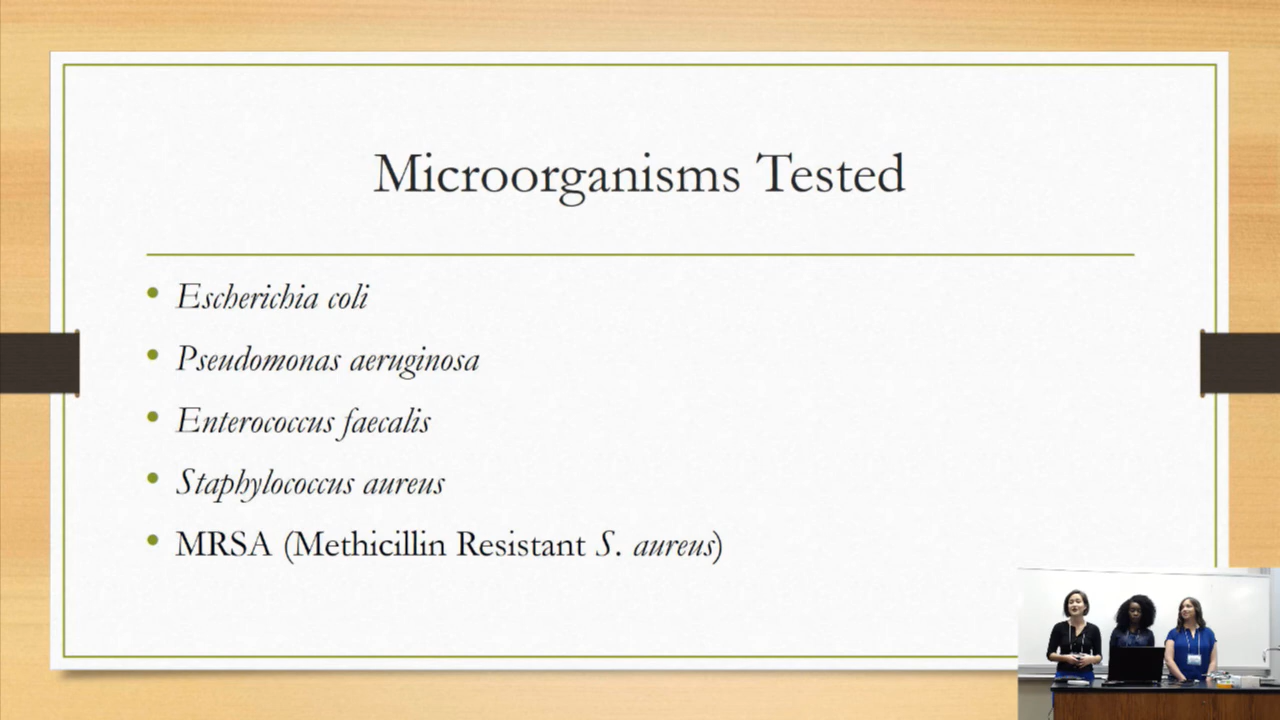 Microorganisms Tested
• Escherichia coli
• Pseudomonas aeruginosa
• Enterococcus faecalis
• Staphylococcus aureus
• MRSA (Methicillin Resistant S. aureus)